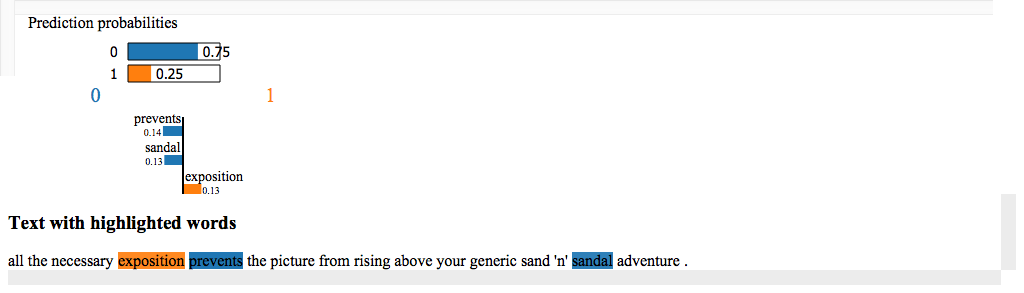 Prediction probabilities
0 0.75
1 0.25
0 1
prevents
0.14
sandal
0.13
exposition
0.13
Text with highlighted words
all the necessary exposition prevents the picture from rising above your generic sand 'n' sandal adventure .